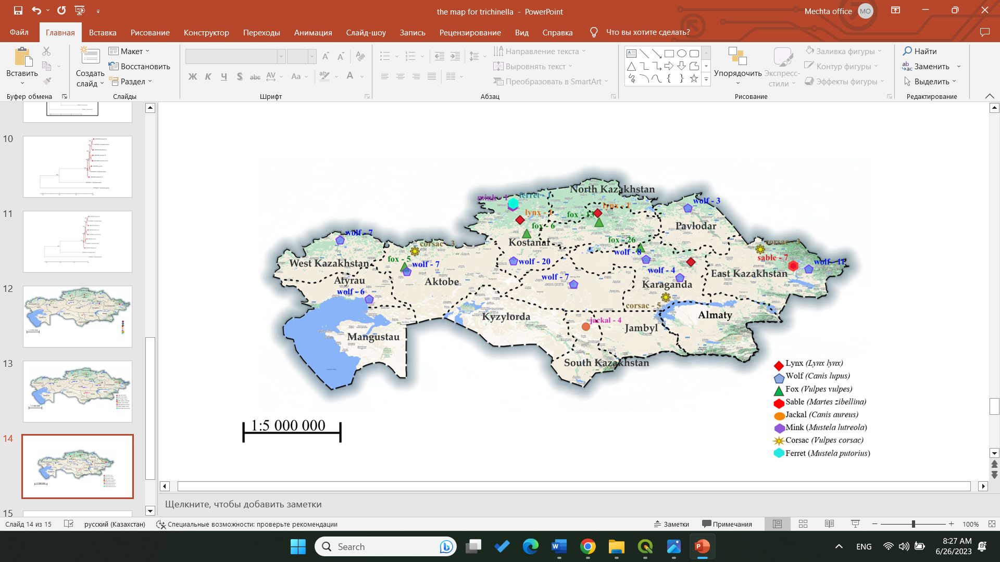 the map for trichinella - PowerPoint
Mechta office
MO
Файл
Главная
Вставка
Рисование
Конструктор
Переходы
Анимация
Слайд-шоу
Запись
Рецензирование
Вид
Справка
Что вы хотите сделать?
Вставить
Буфер обмена
Создать
слайд
Макет
Восстановить
Раздел
Слайды
Ж К Ч S abc AV Aa A
Шрифт
Направление текста
Выровнять текст
Преобразовать в SmartArt
Абзац
Упорядочить
Экспресс-
стили
Заливка фигуры
Контур фигуры
Эффекты фигуры
Рисование
Найти
Заменить
Выделить
Редактирование
10
11
12
13
14
15
North Kazakhstan
mink - 1
ferret - 1
lynx - 1
fox - 13
lynx - 1
wolf - 3
fox - 6
Pavlodar
wolf - 7
corsac - 3
Kostanai
fox - 26
corsac - 3
wolf - 8
sable - 7
fox - 5
wolf - 7
wolf - 20
wolf - 11
West Kazakhstan
wolf - 4
East Kazakhstan
Atyrau
Aktobe
wolf - 7
Karaganda
wolf - 6
corsac - 5
Kyzylorda
jackal - 4
Almaty
Jambyl
Mangustau
South Kazakhstan
Lynx (Lynx lynx)
Wolf (Canis lupus)
Fox (Vulpes vulpes)
Sable (Martes zibellina)
Jackal (Canis aureus)
Mink (Mustela lutreola)
Corsac (Vulpes corsac)
Ferret (Mustela putorius)
1:5 000 000
Щелкните, чтобы добавить заметки
Слайд 14 из 15
русский (Казахстан)
Специальные возможности: проверьте рекомендации
Заметки
Примечания
100%
Search
ENG
8:27 AM
6/26/2023